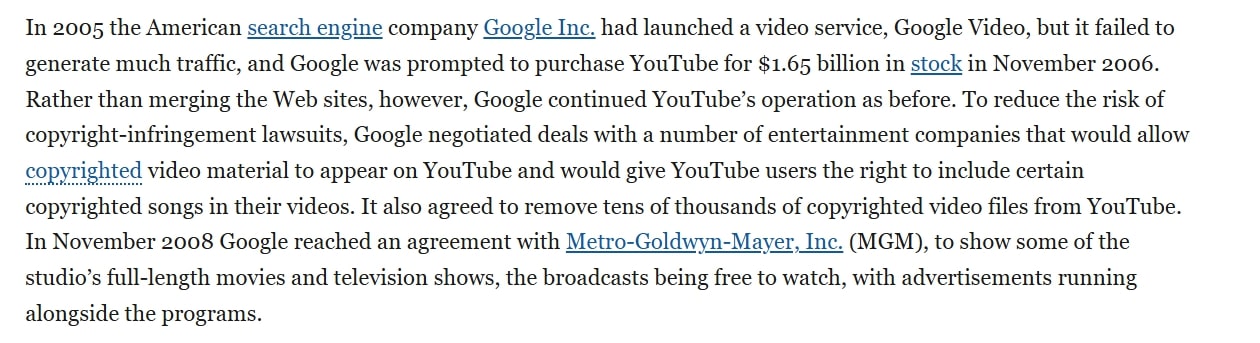 In 2005 the American search engine company Google Inc. had launched a video service, Google Video, but it failed to
generate much traffic, and Google was prompted to purchase YouTube for $1.65 billion in stock in November 2006.
Rather than merging the Web sites, however, Google continued YouTube’s operation as before. To reduce the risk of
copyright-infringement lawsuits, Google negotiated deals with a number of entertainment companies that would allow
copyrighted video material to appear on YouTube and would give YouTube users the right to include certain
copyrighted songs in their videos. It also agreed to remove tens of thousands of copyrighted video files from YouTube.
In November 2008 Google reached an agreement with Metro-Goldwyn-Mayer, Inc. (MGM), to show some of the
studio’s full-length movies and television shows, the broadcasts being free to watch, with advertisements running
alongside the programs.